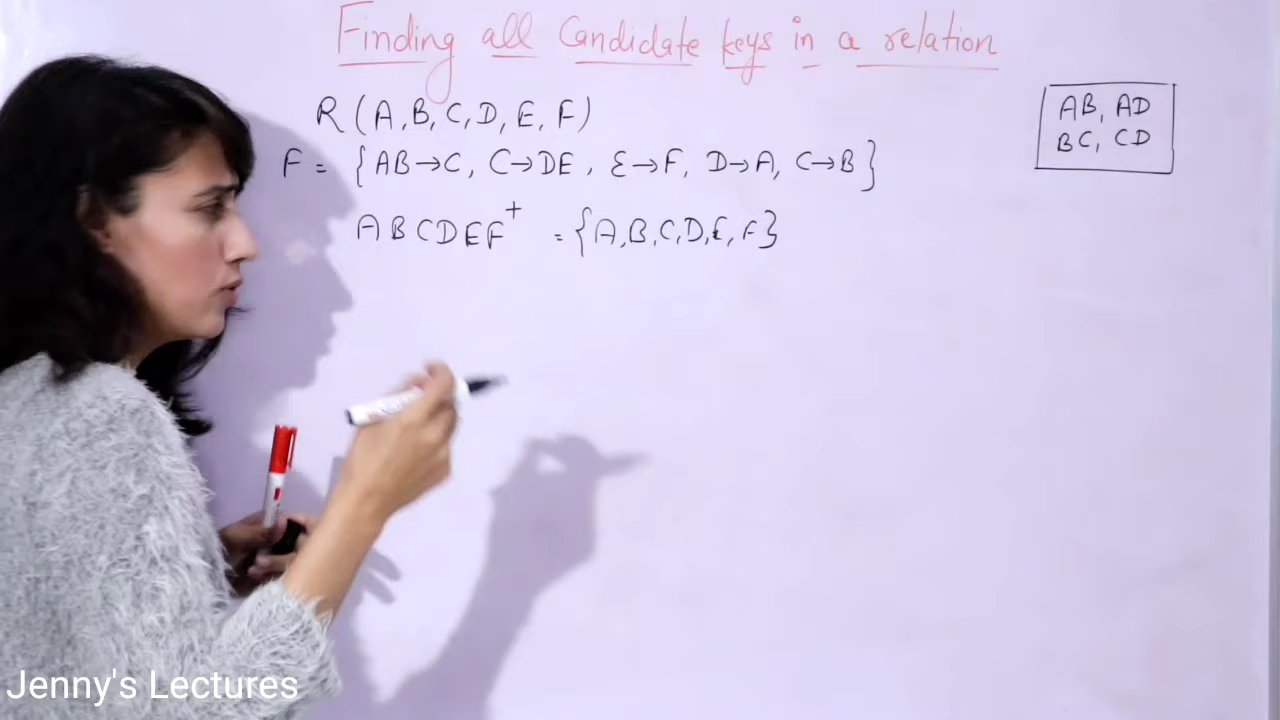 Finding all Candidate keys in a relation
R (A,B,C,D,E,F)
F = {AB→C, C→DE, E→F, D→A, C→B}
ABCDEF⁺ = {A,B,C,D,E,F}
AB, AD
BC, CD
Jenny's Lectures